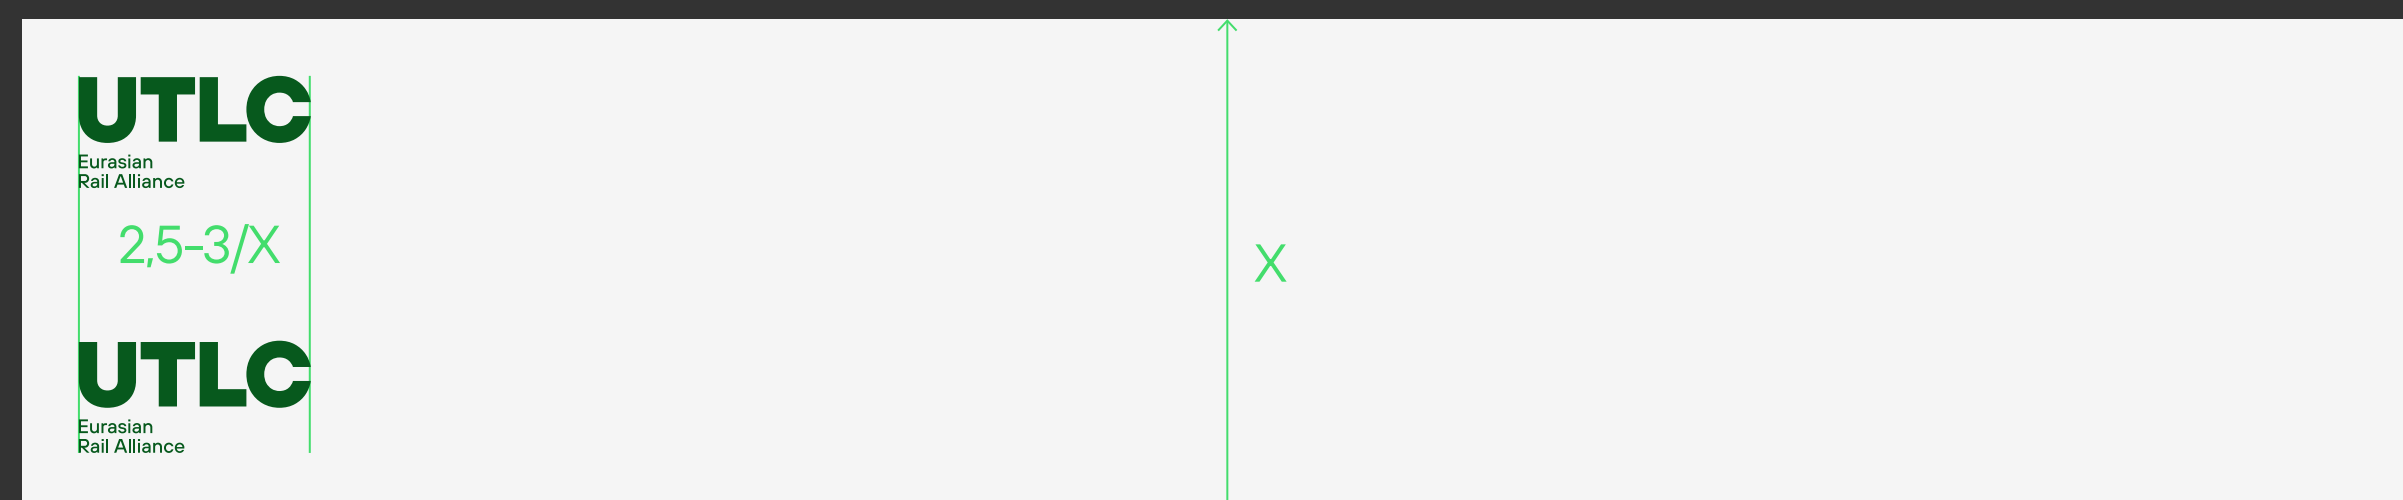 UTLC
Eurasian
Rail Alliance
2,5-3/X
X
UTLC
Eurasian
Rail Alliance